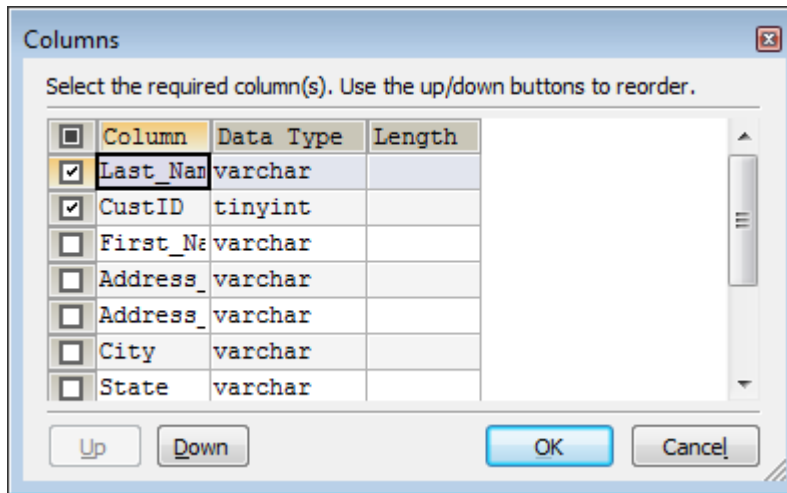 Columns
Select the required column(s). Use the up/down buttons to reorder.
Column Data Type Length
Last_Nam varchar
CustID tinyint
First_Na varchar
Address_ varchar
Address_ varchar
City varchar
State varchar
Up Down OK Cancel